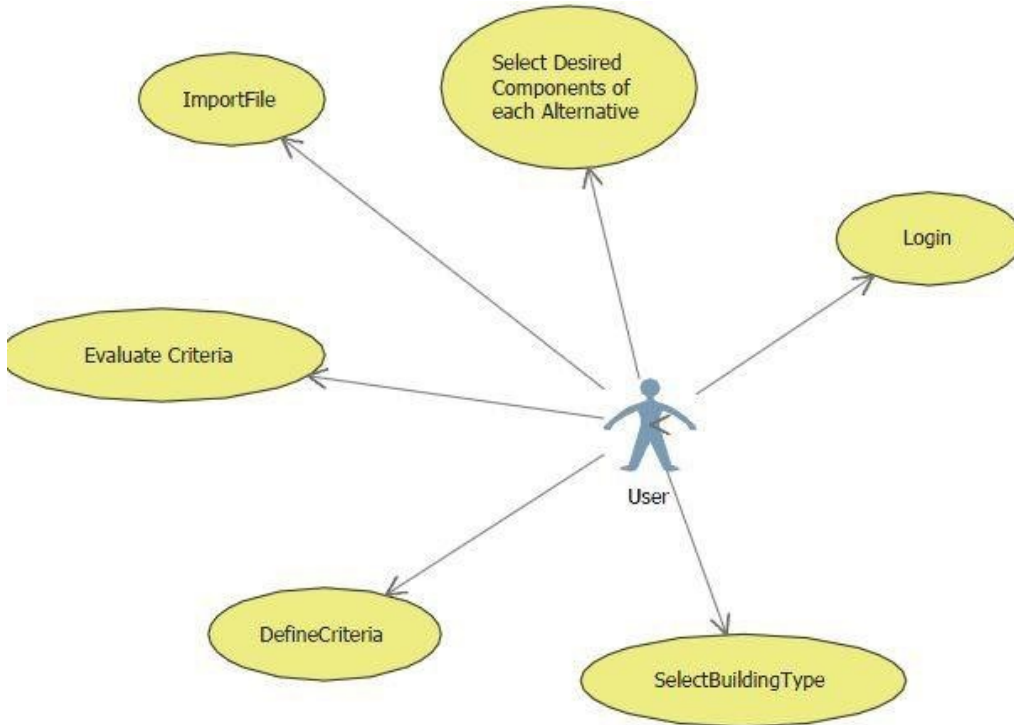 Select Desired
Components of
each Alternative
ImportFile
Login
Evaluate Criteria
User
DefineCriteria
SelectBuildingType